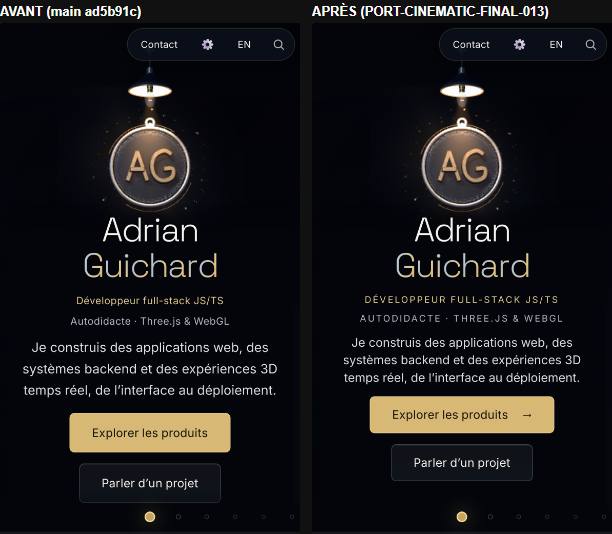 AVANT (main ad5b91c)
Contact EN
AG
Adrian
Guichard
Développeur full-stack JS/TS
Autodidacte · Three.js & WebGL
Je construis des applications web, des
systèmes backend et des expériences 3D
temps réel, de l'interface au déploiement.
Explorer les produits
Parler d'un projet
APRÈS (PORT-CINEMATIC-FINAL-013)
Contact EN
AG
Adrian
Guichard
DÉVELOPPEUR FULL-STACK JS/TS
AUTODIDACTE · THREE.JS & WEBGL
Je construis des applications web, des
systèmes backend et des expériences 3D
temps réel, de l'interface au déploiement.
Explorer les produits →
Parler d'un projet